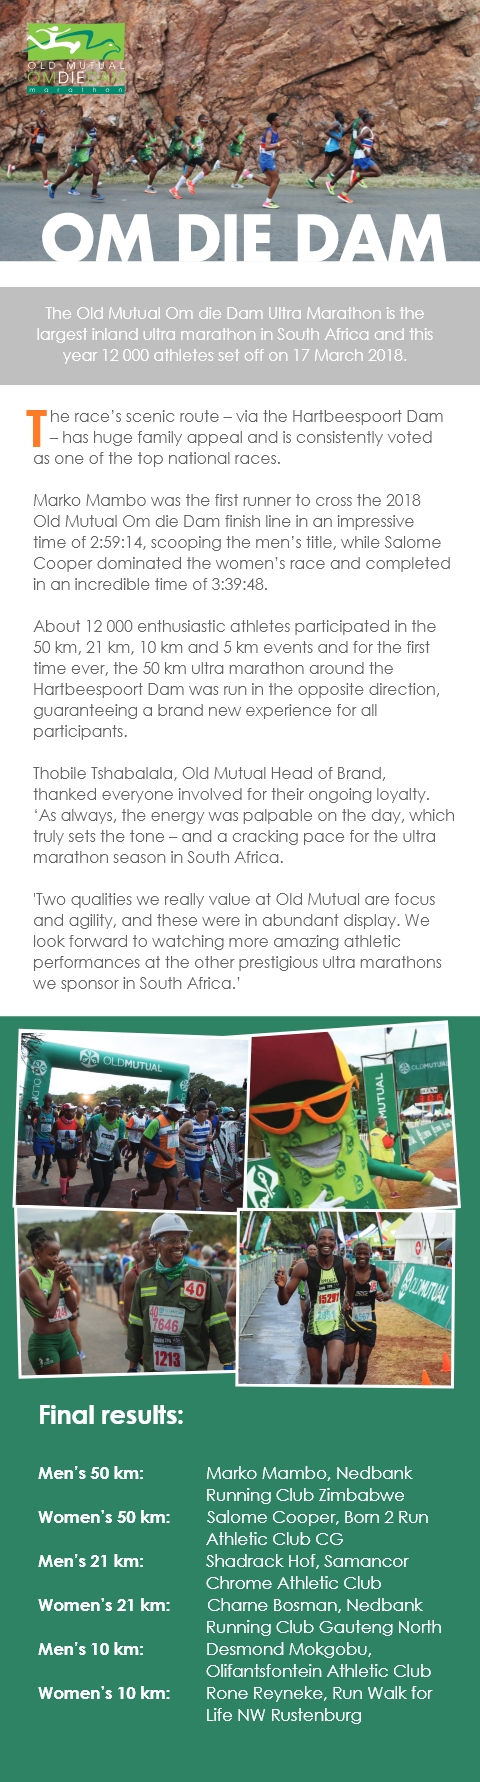 OLD MUTUAL
OMDIEDAM
marathon
OM DIE DAM
The Old Mutual Om die Dam Ultra Marathon is the
largest inland ultra marathon in South Africa and this
year 12 000 athletes set off on 17 March 2018.
The race’s scenic route – via the Hartbeespoort Dam
– has huge family appeal and is consistently voted
as one of the top national races.
Marko Mambo was the first runner to cross the 2018
Old Mutual Om die Dam finish line in an impressive
time of 2:59:14, scooping the men’s title, while Salome
Cooper dominated the women’s race and completed
in an incredible time of 3:39:48.
About 12 000 enthusiastic athletes participated in the
50 km, 21 km, 10 km and 5 km events and for the first
time ever, the 50 km ultra marathon around the
Hartbeespoort Dam was run in the opposite direction,
guaranteeing a brand new experience for all
participants.
Thobile Tshabalala, Old Mutual Head of Brand,
thanked everyone involved for their ongoing loyalty.
‘As always, the energy was palpable on the day, which
truly sets the tone – and a cracking pace for the ultra
marathon season in South Africa.
'Two qualities we really value at Old Mutual are focus
and agility, and these were in abundant display. We
look forward to watching more amazing athletic
performances at the other prestigious ultra marathons
we sponsor in South Africa.’
OLDMUTUAL
OLD
MUTUAL
OLDMUTUAL
40
40
7646
1213
15297
OLDMUTUAL
Final results:
Men’s 50 km: Marko Mambo, Nedbank
Running Club Zimbabwe
Women’s 50 km: Salome Cooper, Born 2 Run
Athletic Club CG
Men’s 21 km: Shadrack Hof, Samancor
Chrome Athletic Club
Women’s 21 km: Charne Bosman, Nedbank
Running Club Gauteng North
Men’s 10 km: Desmond Mokgobu,
Olifantsfontein Athletic Club
Women’s 10 km: Rone Reyneke, Run Walk for
Life NW Rustenburg